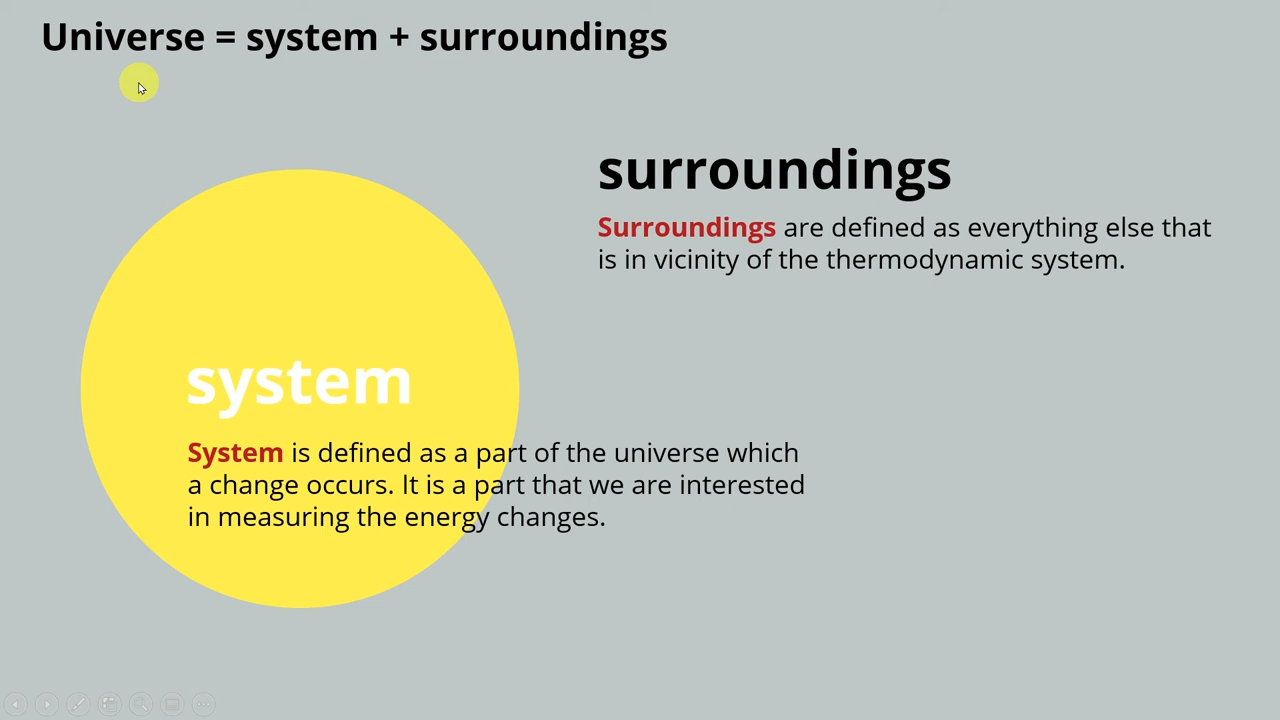 Universe = system + surroundings
surroundings
Surroundings are defined as everything else that
is in vicinity of the thermodynamic system.
system
System is defined as a part of the universe which
a change occurs. It is a part that we are interested
in measuring the energy changes.